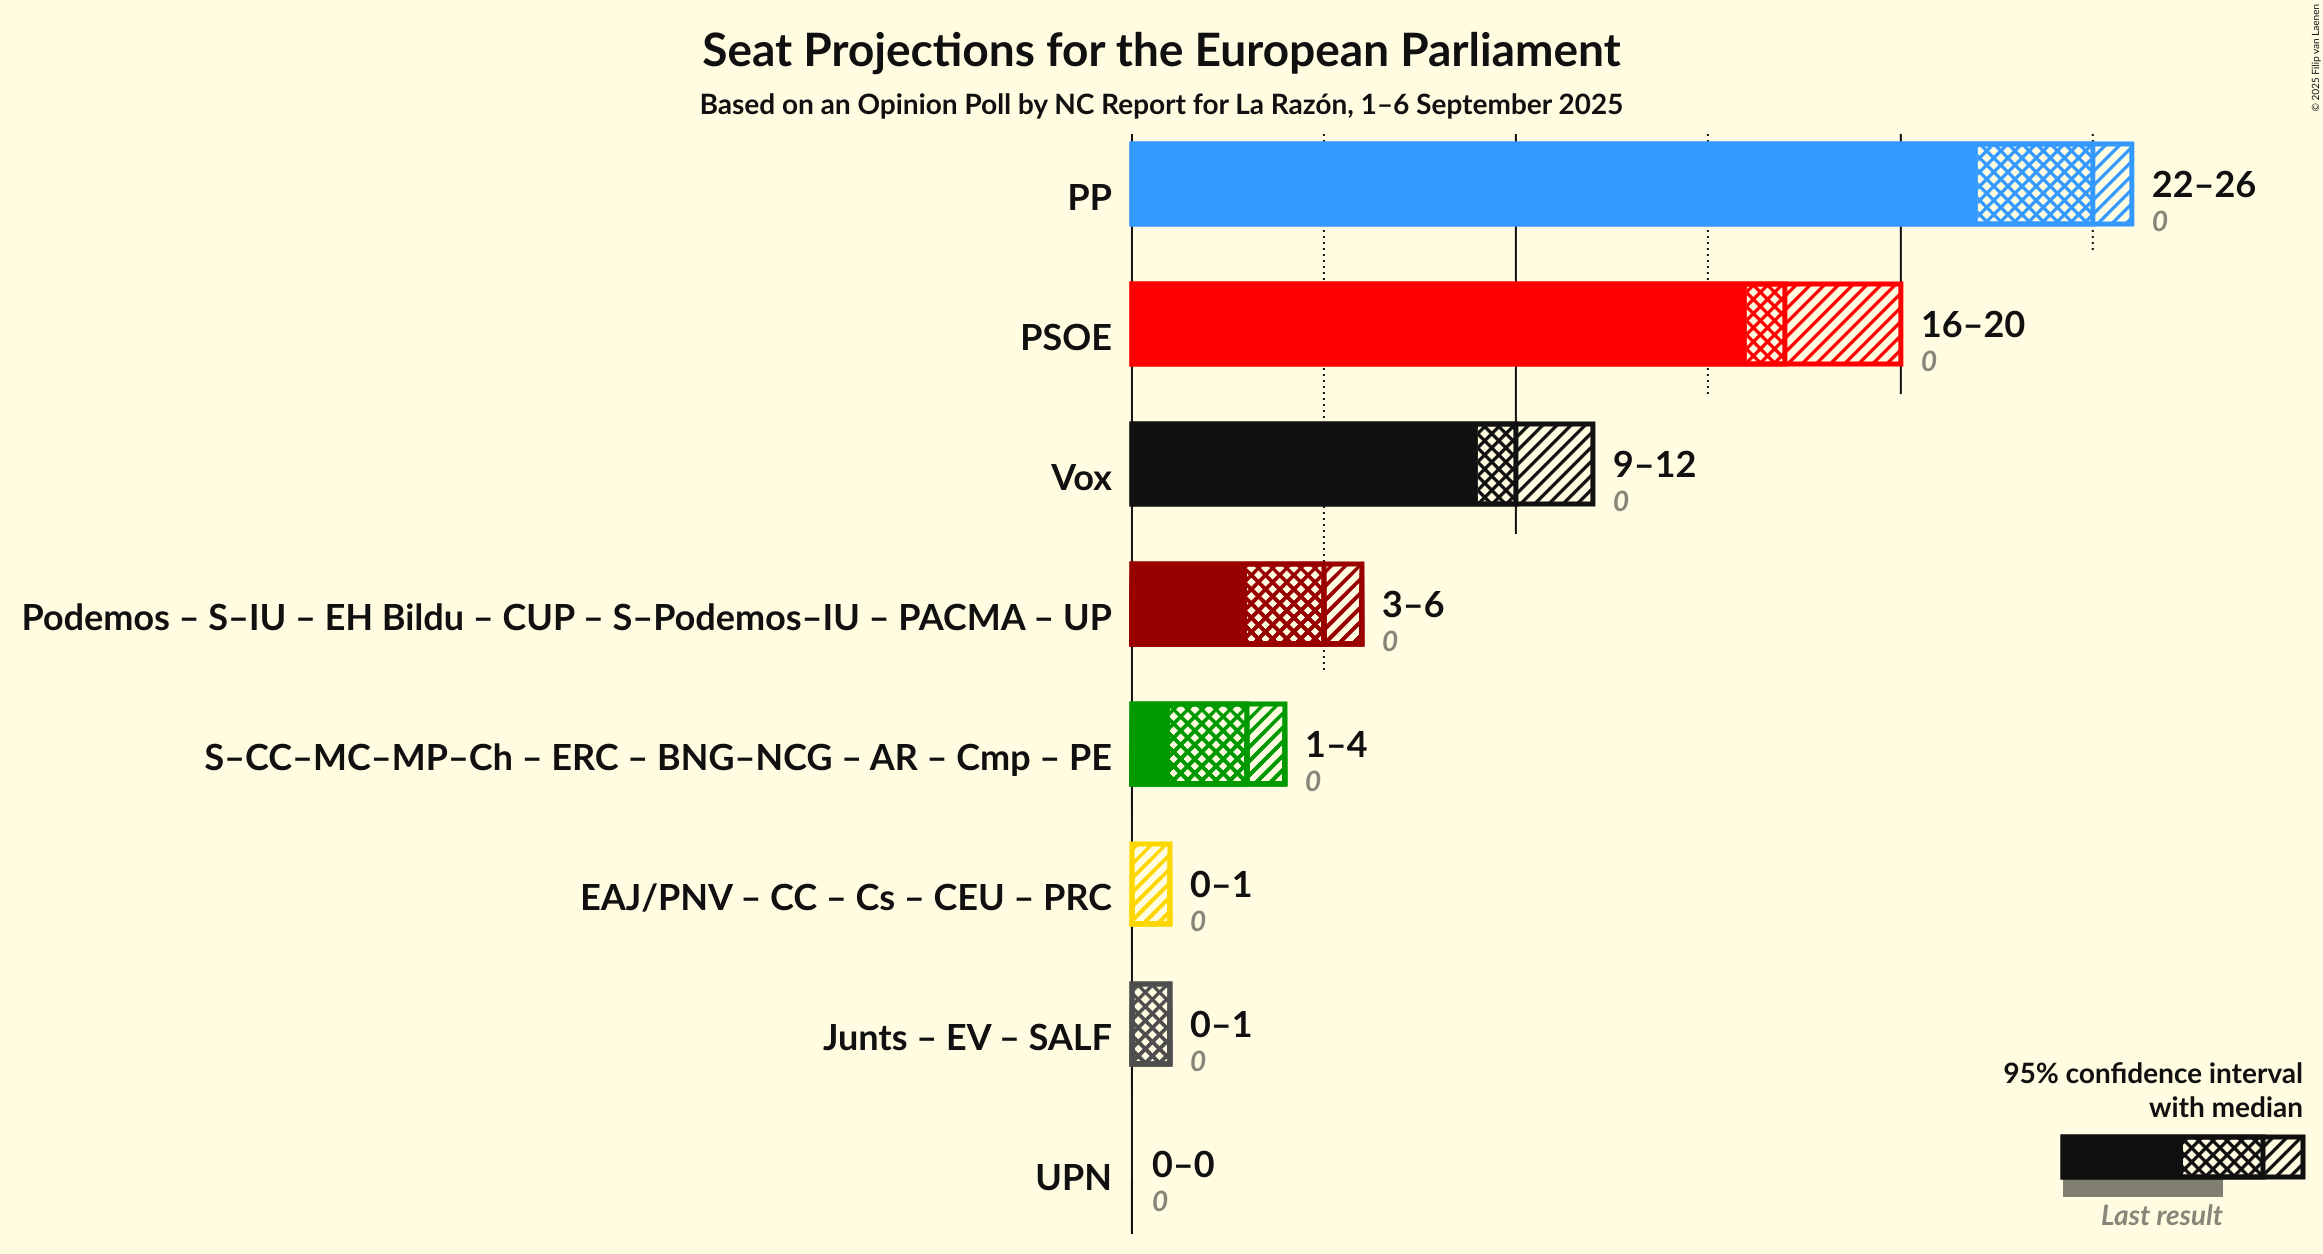 Seat Projections for the European Parliament
Based on an Opinion Poll by NC Report for La Razón, 1–6 September 2025
© 2025 Filip van Laenen
PP
22–26
0
PSOE
16–20
0
Vox
9–12
0
Podemos – S–IU – EH Bildu – CUP – S–Podemos–IU – PACMA – UP
3–6
0
S–CC–MC–MP–Ch – ERC – BNG–NCG – AR – Cmp – PE
1–4
0
EAJ/PNV – CC – Cs – CEU – PRC
0–1
0
Junts – EV – SALF
0–1
0
UPN
0–0
0
95% confidence interval
with median
Last result